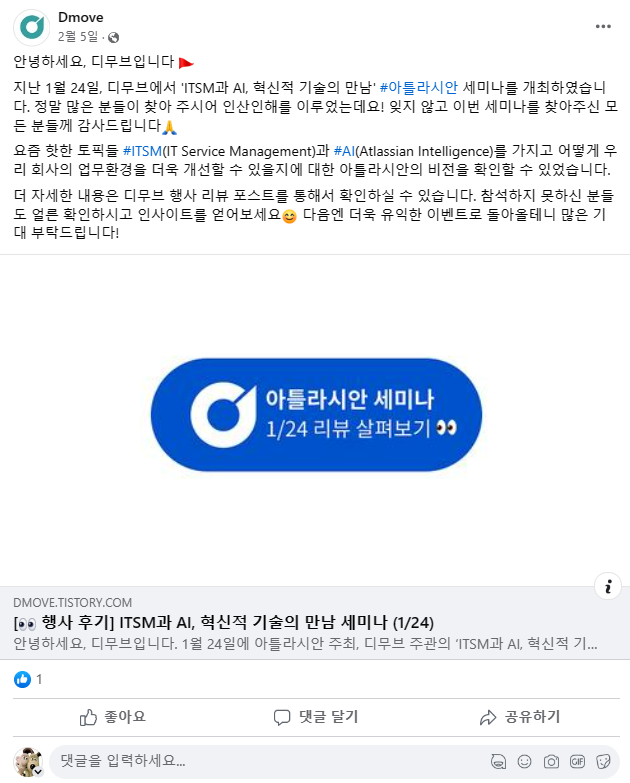 Dmove
2월 5일 ·
안녕하세요, 디무브입니다 🚩
지난 1월 24일, 디무브에서 'ITSM과 AI, 혁신적 기술의 만남' #아틀라시안 세미나를 개최하였습니
다. 정말 많은 분들이 찾아 주시어 인산인해를 이루었는데요! 잊지 않고 이번 세미나를 찾아주신 모
든 분들께 감사드립니다🙏
요즘 핫한 토픽들 #ITSM(IT Service Management)과 #AI(Atlassian Intelligence)를 가지고 어떻게 우
리 회사의 업무환경을 더욱 개선할 수 있을지에 대한 아틀라시안의 비전을 확인할 수 있었습니다.
더 자세한 내용은 디무브 행사 리뷰 포스트를 통해서 확인하실 수 있습니다. 참석하지 못하신 분들
도 얼른 확인하시고 인사이트를 얻어보세요😊 다음엔 더욱 유익한 이벤트로 돌아올테니 많은 기
대 부탁드립니다!
아틀라시안 세미나
1/24 리뷰 살펴보기 👀
DMOVE.TISTORY.COM
[👀 행사 후기] ITSM과 AI, 혁신적 기술의 만남 세미나 (1/24)
안녕하세요, 디무브입니다. 1월 24일에 아틀라시안 주최, 디무브 주관의 ‘ITSM과 AI, 혁신적 기...
1
좋아요
댓글 달기
공유하기
댓글을 입력하세요...
GIF